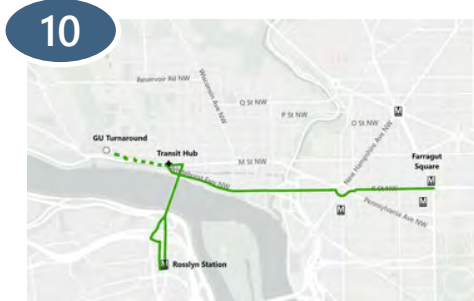 10
Reservoir Rd NW
Wisconsin Ave NW
Q St NW
P St NW
O St NW
New Hampshire Ave NW
GU Turnaround
Transit Hub
M St NW
Farragut
Square
K St NW
Pennsylvania Ave NW
M
M
M
M
Rosslyn Station